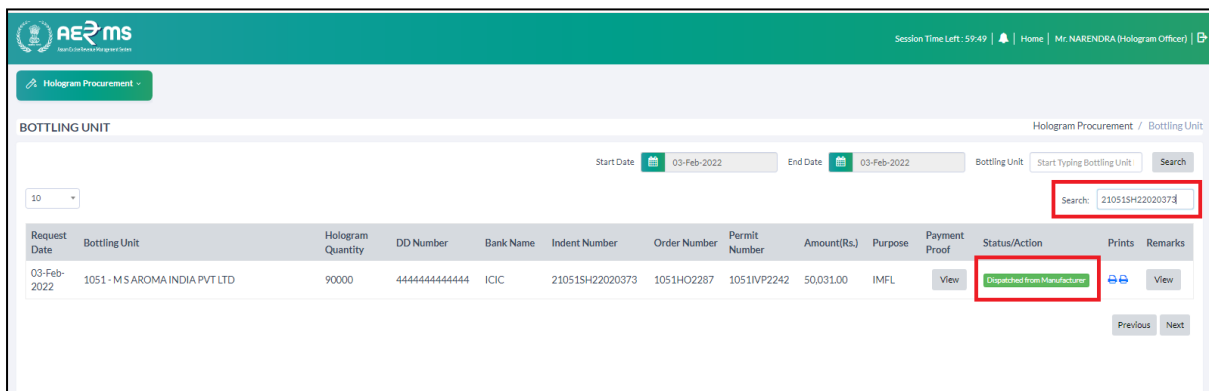 AERMS
Session Time Left : 59:49 | Home | Mr. NARENDRA (Hologram Officer)
Hologram Procurement
BOTTLING UNIT
Hologram Procurement / Bottling Unit
Start Date 03-Feb-2022 End Date 03-Feb-2022 Bottling Unit Start Typing Bottling Unit Search
10 Search: 21051SH22020373
Request Date Bottling Unit Hologram Quantity DD Number Bank Name Indent Number Order Number Permit Number Amount(Rs.) Purpose Payment Proof Status/Action Prints Remarks
03-Feb-2022 1051 - M S AROMA INDIA PVT LTD 90000 4444444444444 ICIC 21051SH22020373 1051HO2287 1051IVP2242 50,031.00 IMFL View Dispatched from Manufacturer View
Previous Next